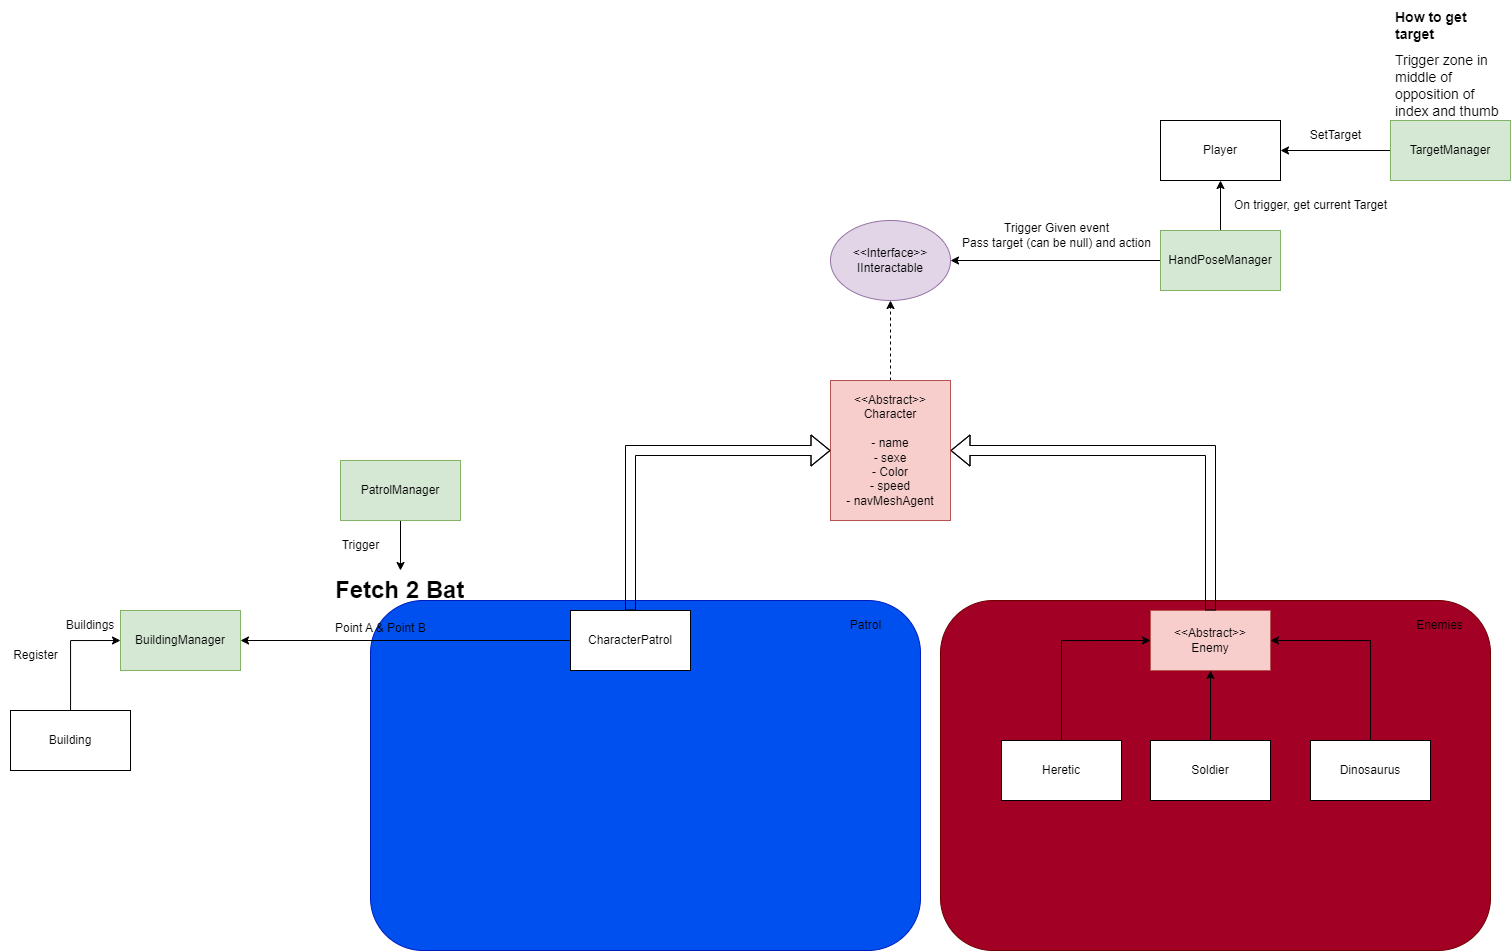 How to get
target
Trigger zone in
middle of
opposition of
index and thumb
Player
SetTarget
TargetManager
On trigger, get current Target
Trigger Given event
Pass target (can be null) and action
HandPoseManager
<<Interface>>
IInteractable
<<Abstract>>
Character
- name
- sexe
- Color
- speed
- navMeshAgent
PatrolManager
Trigger
Fetch 2 Bat
Buildings
Register
BuildingManager
Point A & Point B
CharacterPatrol
Patrol
Building
<<Abstract>>
Enemy
Enemies
Heretic
Soldier
Dinosaurus